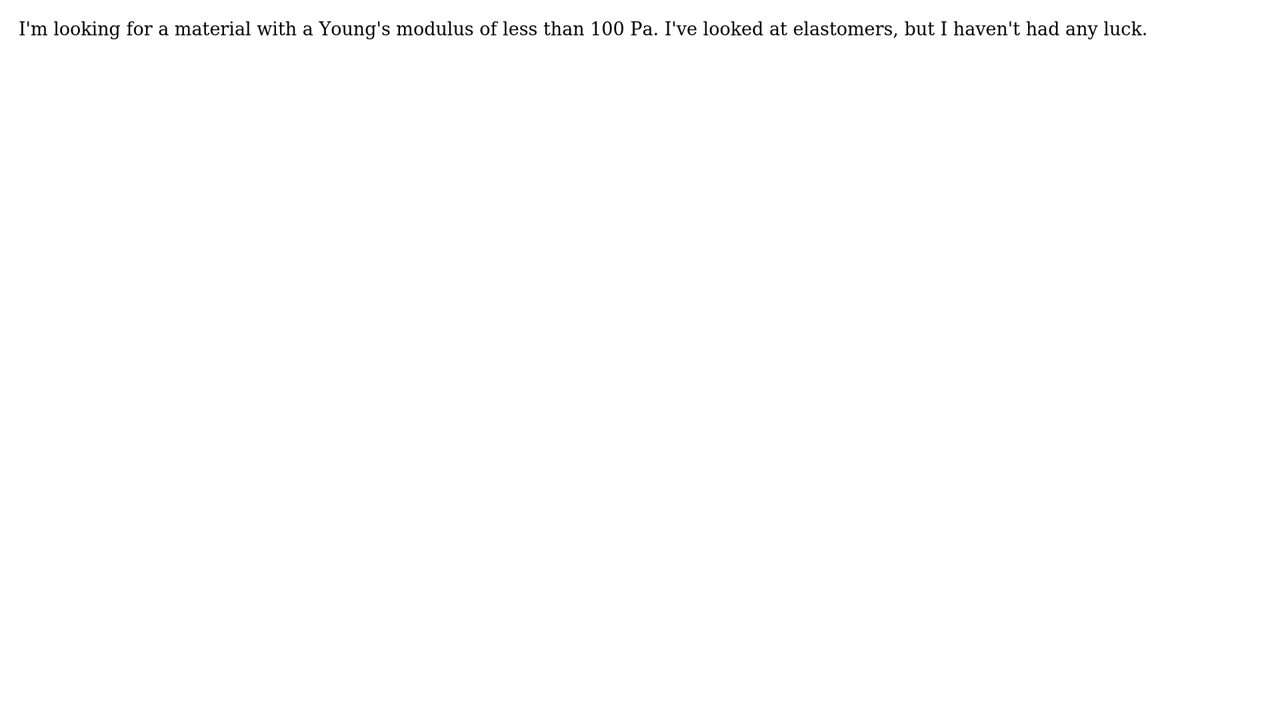 I'm looking for a material with a Young's modulus of less than 100 Pa. I've looked at elastomers, but I haven't had any luck.